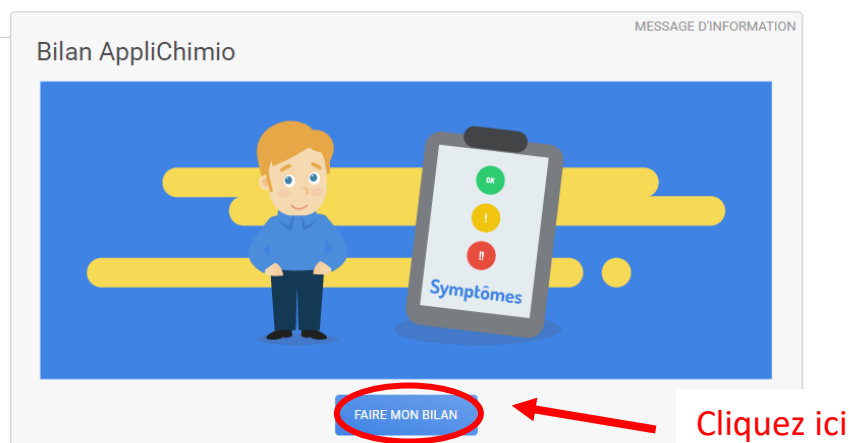 MESSAGE D'INFORMATION
Bilan AppliChimio
OK
!
!!
Symptômes
FAIRE MON BILAN
Cliquez ici